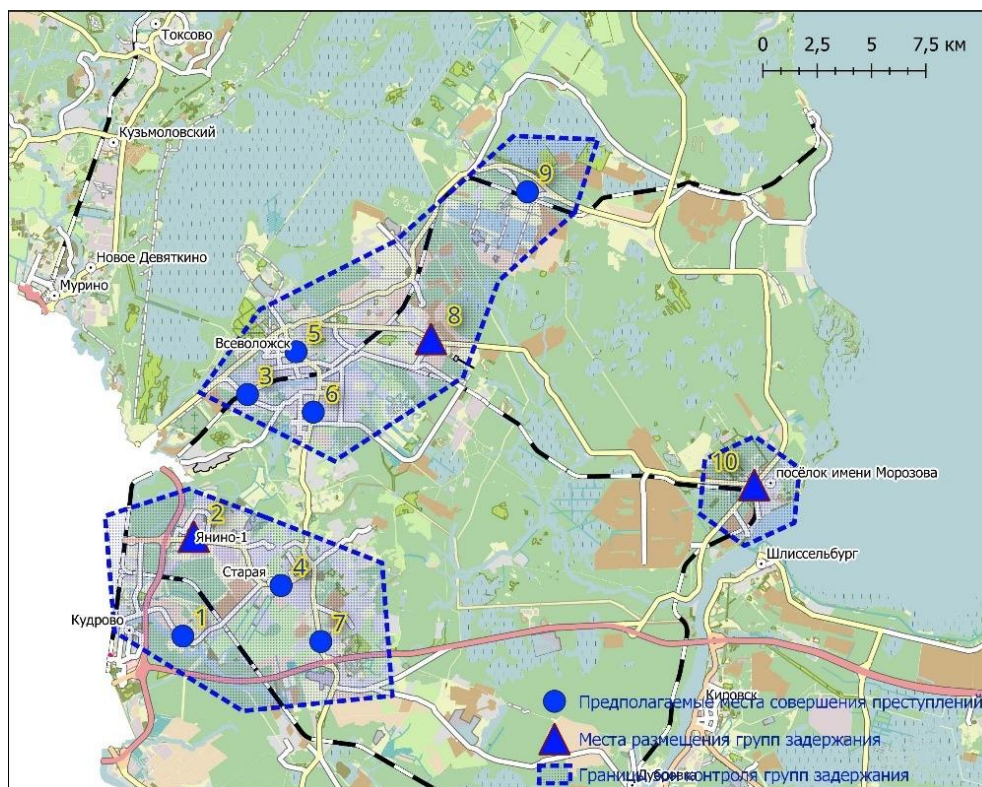 Токсово
0 2,5 5 7,5 км
Кузьмоловский
9
Новое Девяткино
Мурино
8
5
Всеволожск
3
6
10
посёлок имени Морозова
2
Янино-1
Шлиссельбург
4
Старая
1
7
Кудрово
Кировск
Предполагаемые места совершения преступлений
Места размещения групп задержания
Границы зон контроля групп задержания
Дубровка